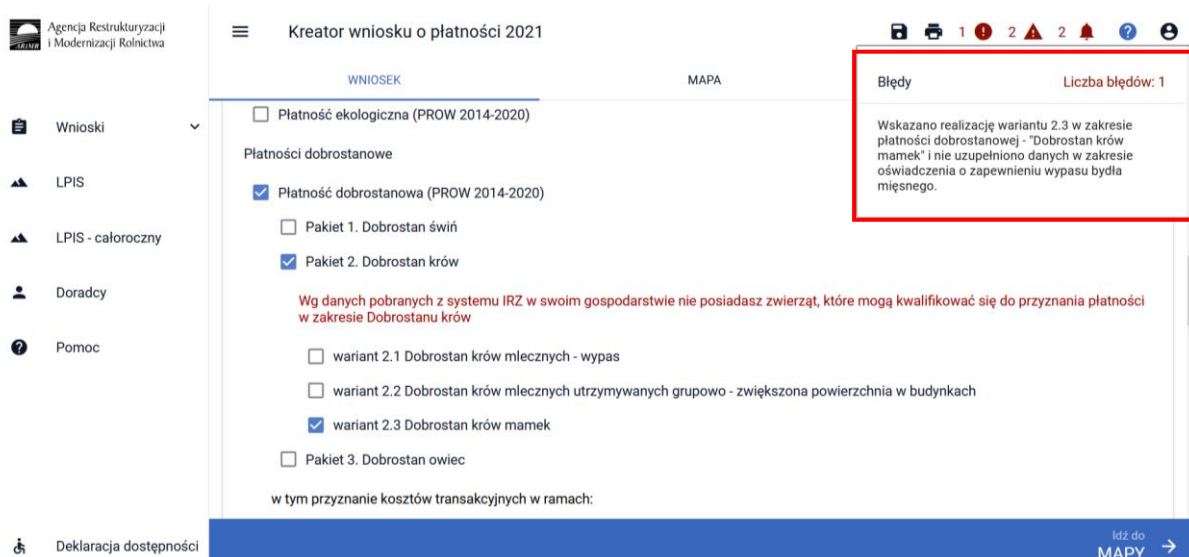 Agencja Restrukturyzacji
i Modernizacji Rolnictwa
ARiMR
Kreator wniosku o płatności 2021
1 2 2
WNIOSEK
MAPA
Błędy
Liczba błędów: 1
Wskazano realizację wariantu 2.3 w zakresie
płatności dobrostanowej - "Dobrostan krów
mamek" i nie uzupełniono danych w zakresie
oświadczenia o zapewnieniu wypasu bydła
mięsnego.
Wnioski
LPIS
LPIS - całoroczny
Doradcy
Pomoc
Deklaracja dostępności
Płatność ekologiczna (PROW 2014-2020)
Płatności dobrostanowe
Płatność dobrostanowa (PROW 2014-2020)
Pakiet 1. Dobrostan świń
Pakiet 2. Dobrostan krów
Wg danych pobranych z systemu IRZ w swoim gospodarstwie nie posiadasz zwierząt, które mogą kwalifikować się do przyznania płatności
w zakresie Dobrostanu krów
wariant 2.1 Dobrostan krów mlecznych - wypas
wariant 2.2 Dobrostan krów mlecznych utrzymywanych grupowo - zwiększona powierzchnia w budynkach
wariant 2.3 Dobrostan krów mamek
Pakiet 3. Dobrostan owiec
w tym przyznanie kosztów transakcyjnych w ramach:
Idź do
MAPY